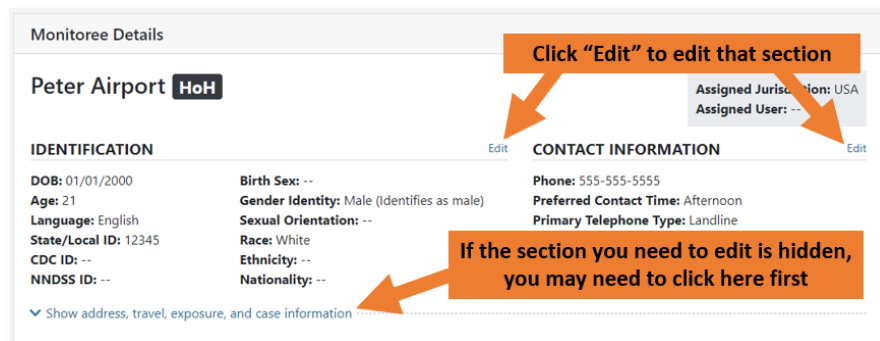 Monitoree Details
Click “Edit” to edit that section
Peter Airport HoH
Assigned Jurisdiction: USA
Assigned User: --
IDENTIFICATION
Edit
CONTACT INFORMATION
Edit
DOB: 01/01/2000
Age: 21
Language: English
State/Local ID: 12345
CDC ID: --
NNDSS ID: --
Birth Sex: --
Gender Identity: Male (Identifies as male)
Sexual Orientation: --
Race: White
Ethnicity: --
Nationality: --
Phone: 555-555-5555
Preferred Contact Time: Afternoon
Primary Telephone Type: Landline
If the section you need to edit is hidden,
you may need to click here first
Show address, travel, exposure, and case information